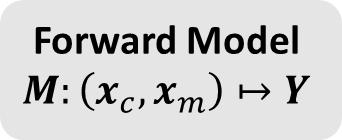 Forward Model
M: (x_c, x_m) ↦ Y